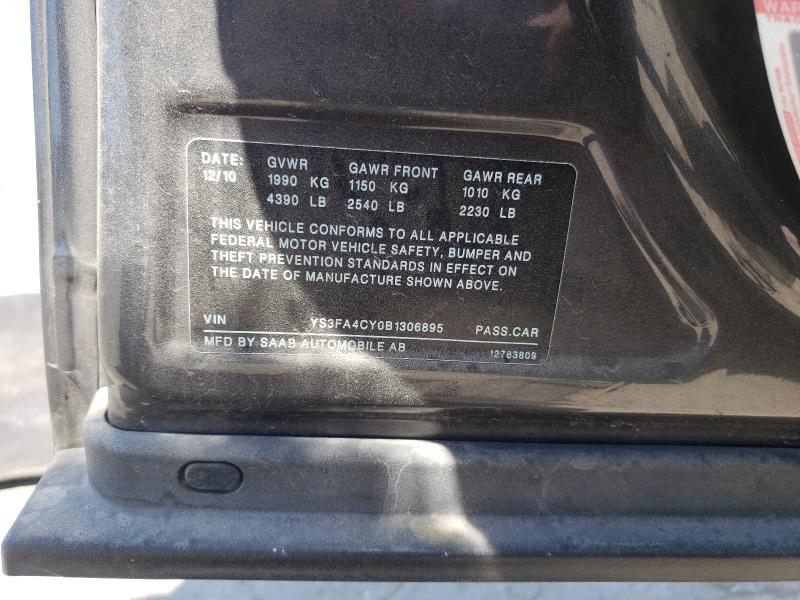 WAR
DATE: GVWR GAWR FRONT GAWR REAR
12/10 1990 KG 1150 KG 1010 KG
4390 LB 2540 LB 2230 LB
THIS VEHICLE CONFORMS TO ALL APPLICABLE
FEDERAL MOTOR VEHICLE SAFETY, BUMPER AND
THEFT PREVENTION STANDARDS IN EFFECT ON
THE DATE OF MANUFACTURE SHOWN ABOVE.
VIN YS3FA4CY0B1306895 PASS.CAR
MFD BY SAAB AUTOMOBILE AB 12783809